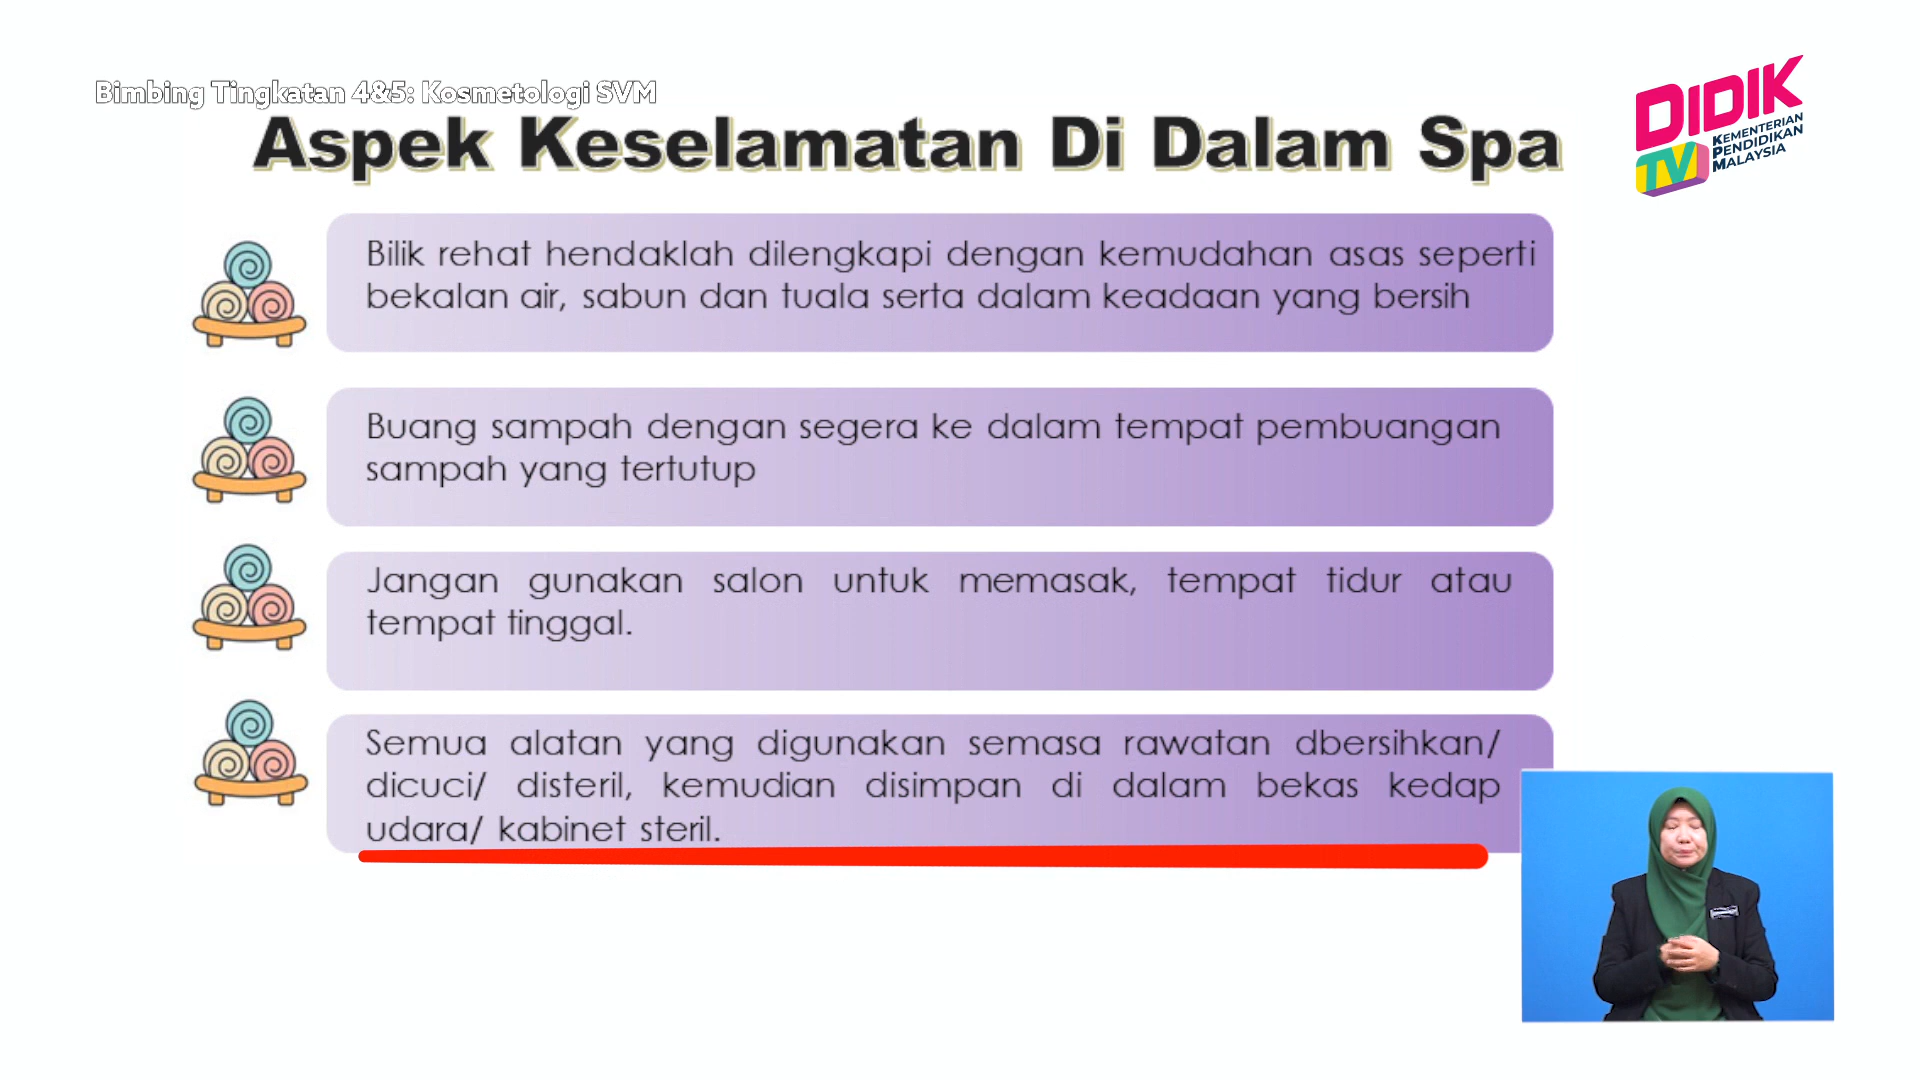 Bimbing Tingkatan 4&5: Kosmetologi SVM
Aspek Keselamatan Di Dalam Spa
DIDIK
TV
KEMENTERIAN
PENDIDIKAN
MALAYSIA
Bilik rehat hendaklah dilengkapi dengan kemudahan asas seperti
bekalan air, sabun dan tuala serta dalam keadaan yang bersih
Buang sampah dengan segera ke dalam tempat pembuangan
sampah yang tertutup
Jangan gunakan salon untuk memasak, tempat tidur atau
tempat tinggal.
Semua alatan yang digunakan semasa rawatan dbersihkan/
dicuci/ disteril, kemudian disimpan di dalam bekas kedap
udara/ kabinet steril.